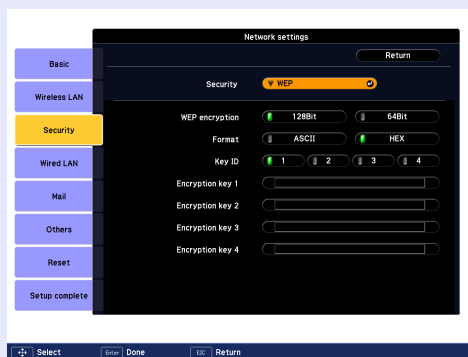 Network settings
Return
Basic
Wireless LAN
Security
Wired LAN
Mail
Others
Reset
Setup complete
Security WEP
WEP encryption 128Bit 64Bit
Format ASCII HEX
Key ID 1 2 3 4
Encryption key 1
Encryption key 2
Encryption key 3
Encryption key 4
Select Enter Done ESC Return